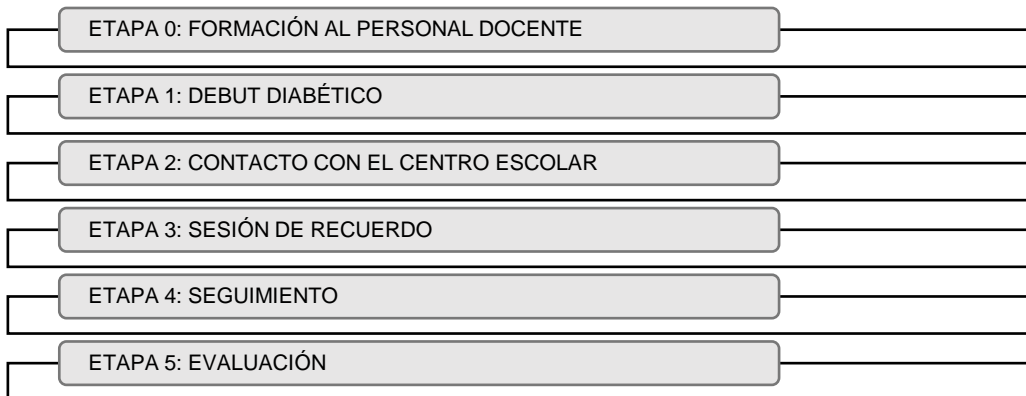 ETAPA 0: FORMACIÓN AL PERSONAL DOCENTE
ETAPA 1: DEBUT DIABÉTICO
ETAPA 2: CONTACTO CON EL CENTRO ESCOLAR
ETAPA 3: SESIÓN DE RECUERDO
ETAPA 4: SEGUIMIENTO
ETAPA 5: EVALUACIÓN